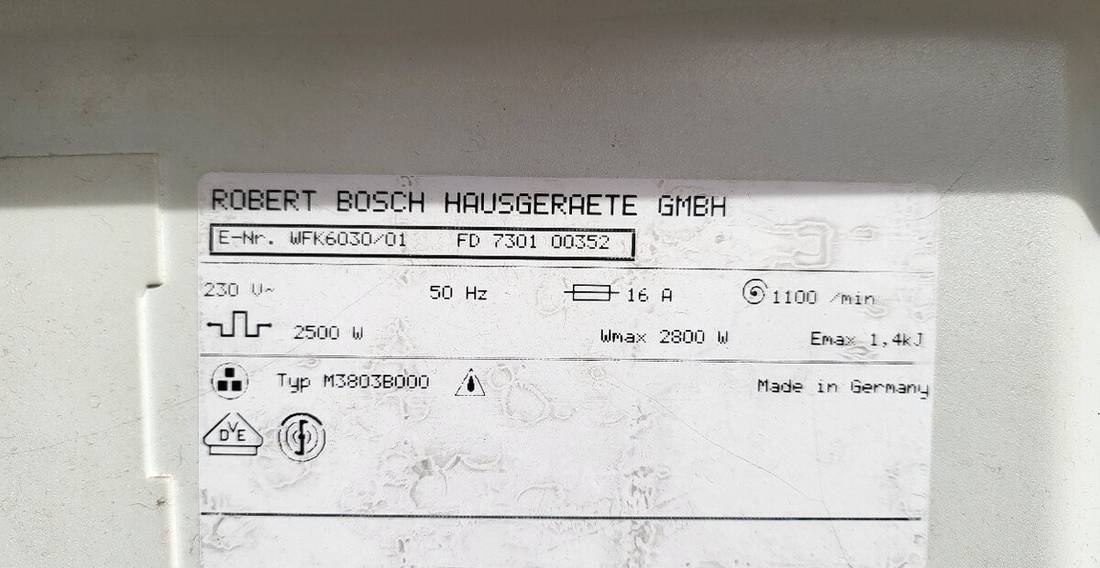 ROBERT BOSCH HAUSGERAETE GMBH
E-Nr. WFK6030/01 FD 7301 00352
230 V~ 50 Hz 16 A 1100 /min
2500 W Wmax 2800 W Emax 1,4kJ
Typ M3803B000 Made in Germany
DVE